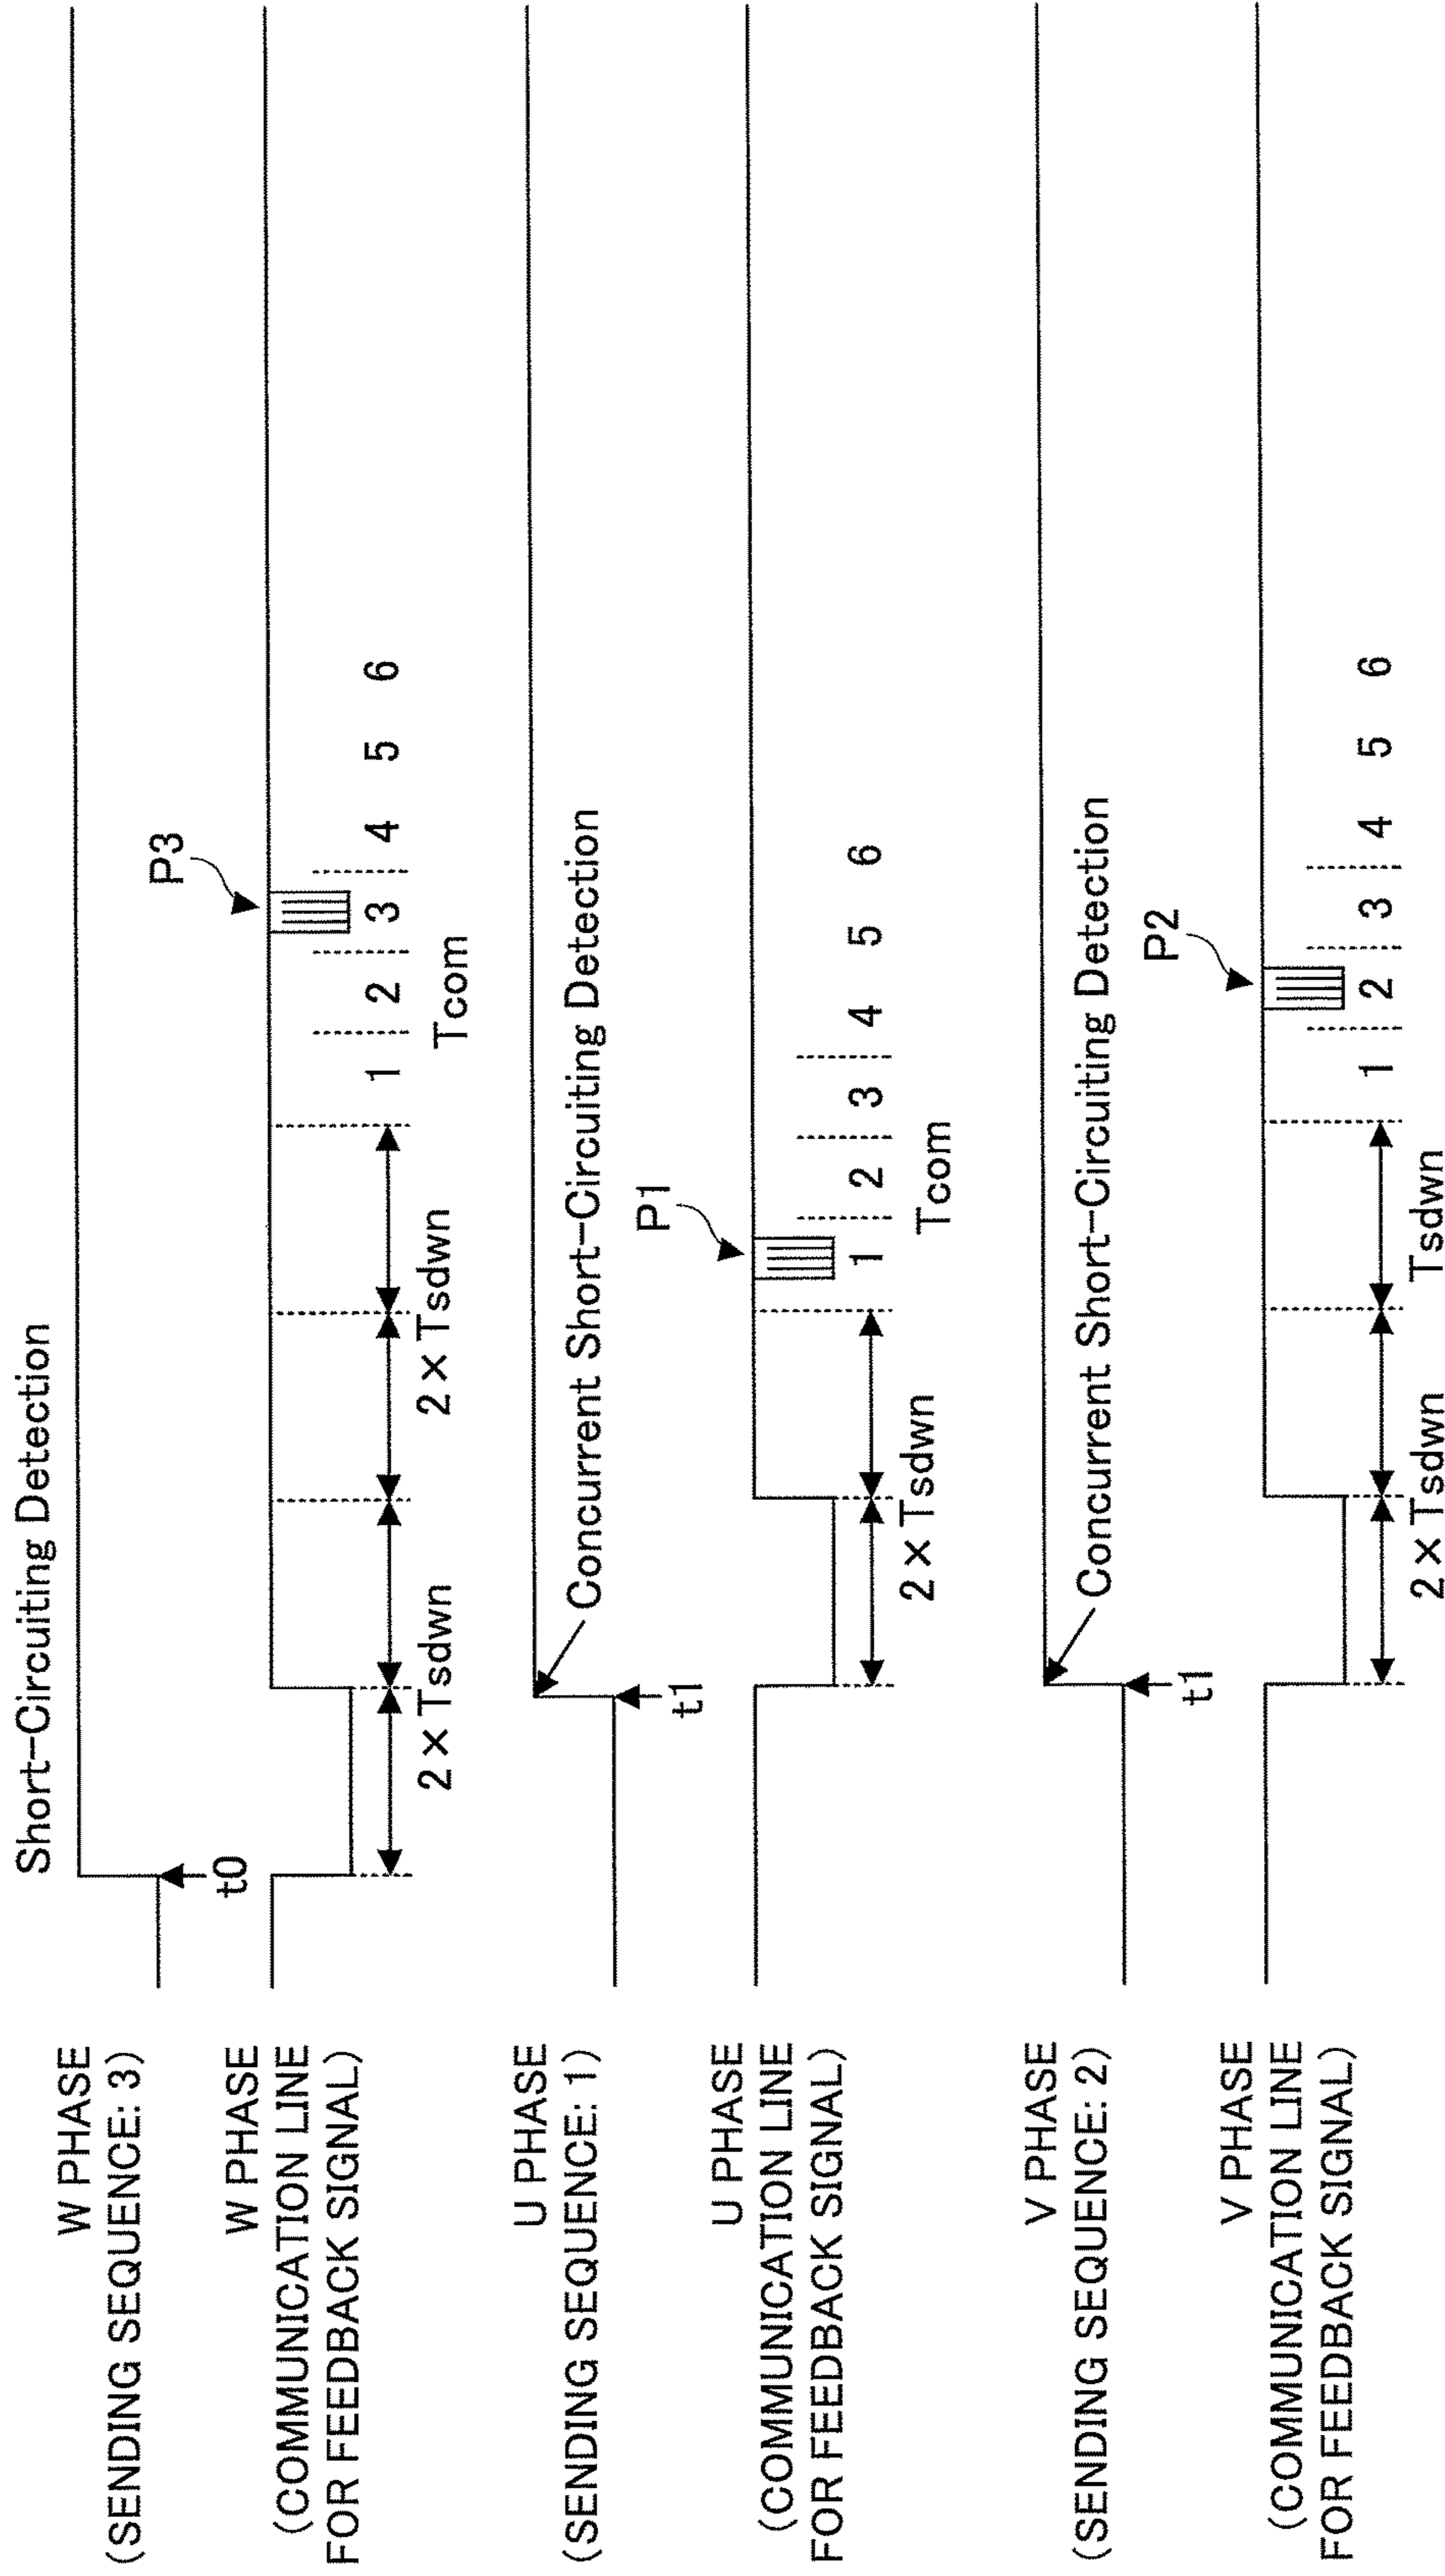 Short-Circuiting Detection
W PHASE
(SENDING SEQUENCE: 3)
t0
W PHASE
(COMMUNICATION LINE
FOR FEEDBACK SIGNAL)
P3
1 2 3 4 5 6
2×Tsdwn 2×Tsdwn Tcom
U PHASE
(SENDING SEQUENCE: 1)
Concurrent Short-Circuiting Detection
t1
U PHASE
(COMMUNICATION LINE
FOR FEEDBACK SIGNAL)
P1
1 2 3 4 5 6
2×Tsdwn Tcom
V PHASE
(SENDING SEQUENCE: 2)
Concurrent Short-Circuiting Detection
t1
V PHASE
(COMMUNICATION LINE
FOR FEEDBACK SIGNAL)
P2
1 2 3 4 5 6
2×Tsdwn Tsdwn